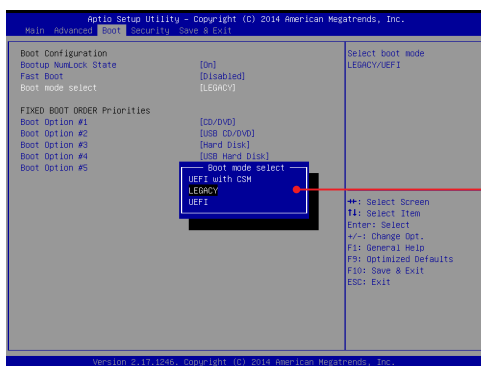 Aptio Setup Utility – Copyright (C) 2014 American Megatrends, Inc.
Main Advanced Boot Security Save & Exit
Boot Configuration
Bootup NumLock State [On]
Fast Boot [Disabled]
Boot mode select [LEGACY]
FIXED BOOT ORDER Priorities
Boot Option #1 [CD/DVD]
Boot Option #2 [USB CD/DVD]
Boot Option #3 [Hard Disk]
Boot Option #4 [USB Hard Disk]
Boot Option #5
Boot mode select
UEFI with CSM
LEGACY
UEFI
Select boot mode
LEGACY/UEFI
→←: Select Screen
↑↓: Select Item
Enter: Select
+/-: Change Opt.
F1: General Help
F9: Optimized Defaults
F10: Save & Exit
ESC: Exit
Version 2.17.1246. Copyright (C) 2014 American Megatrends, Inc.